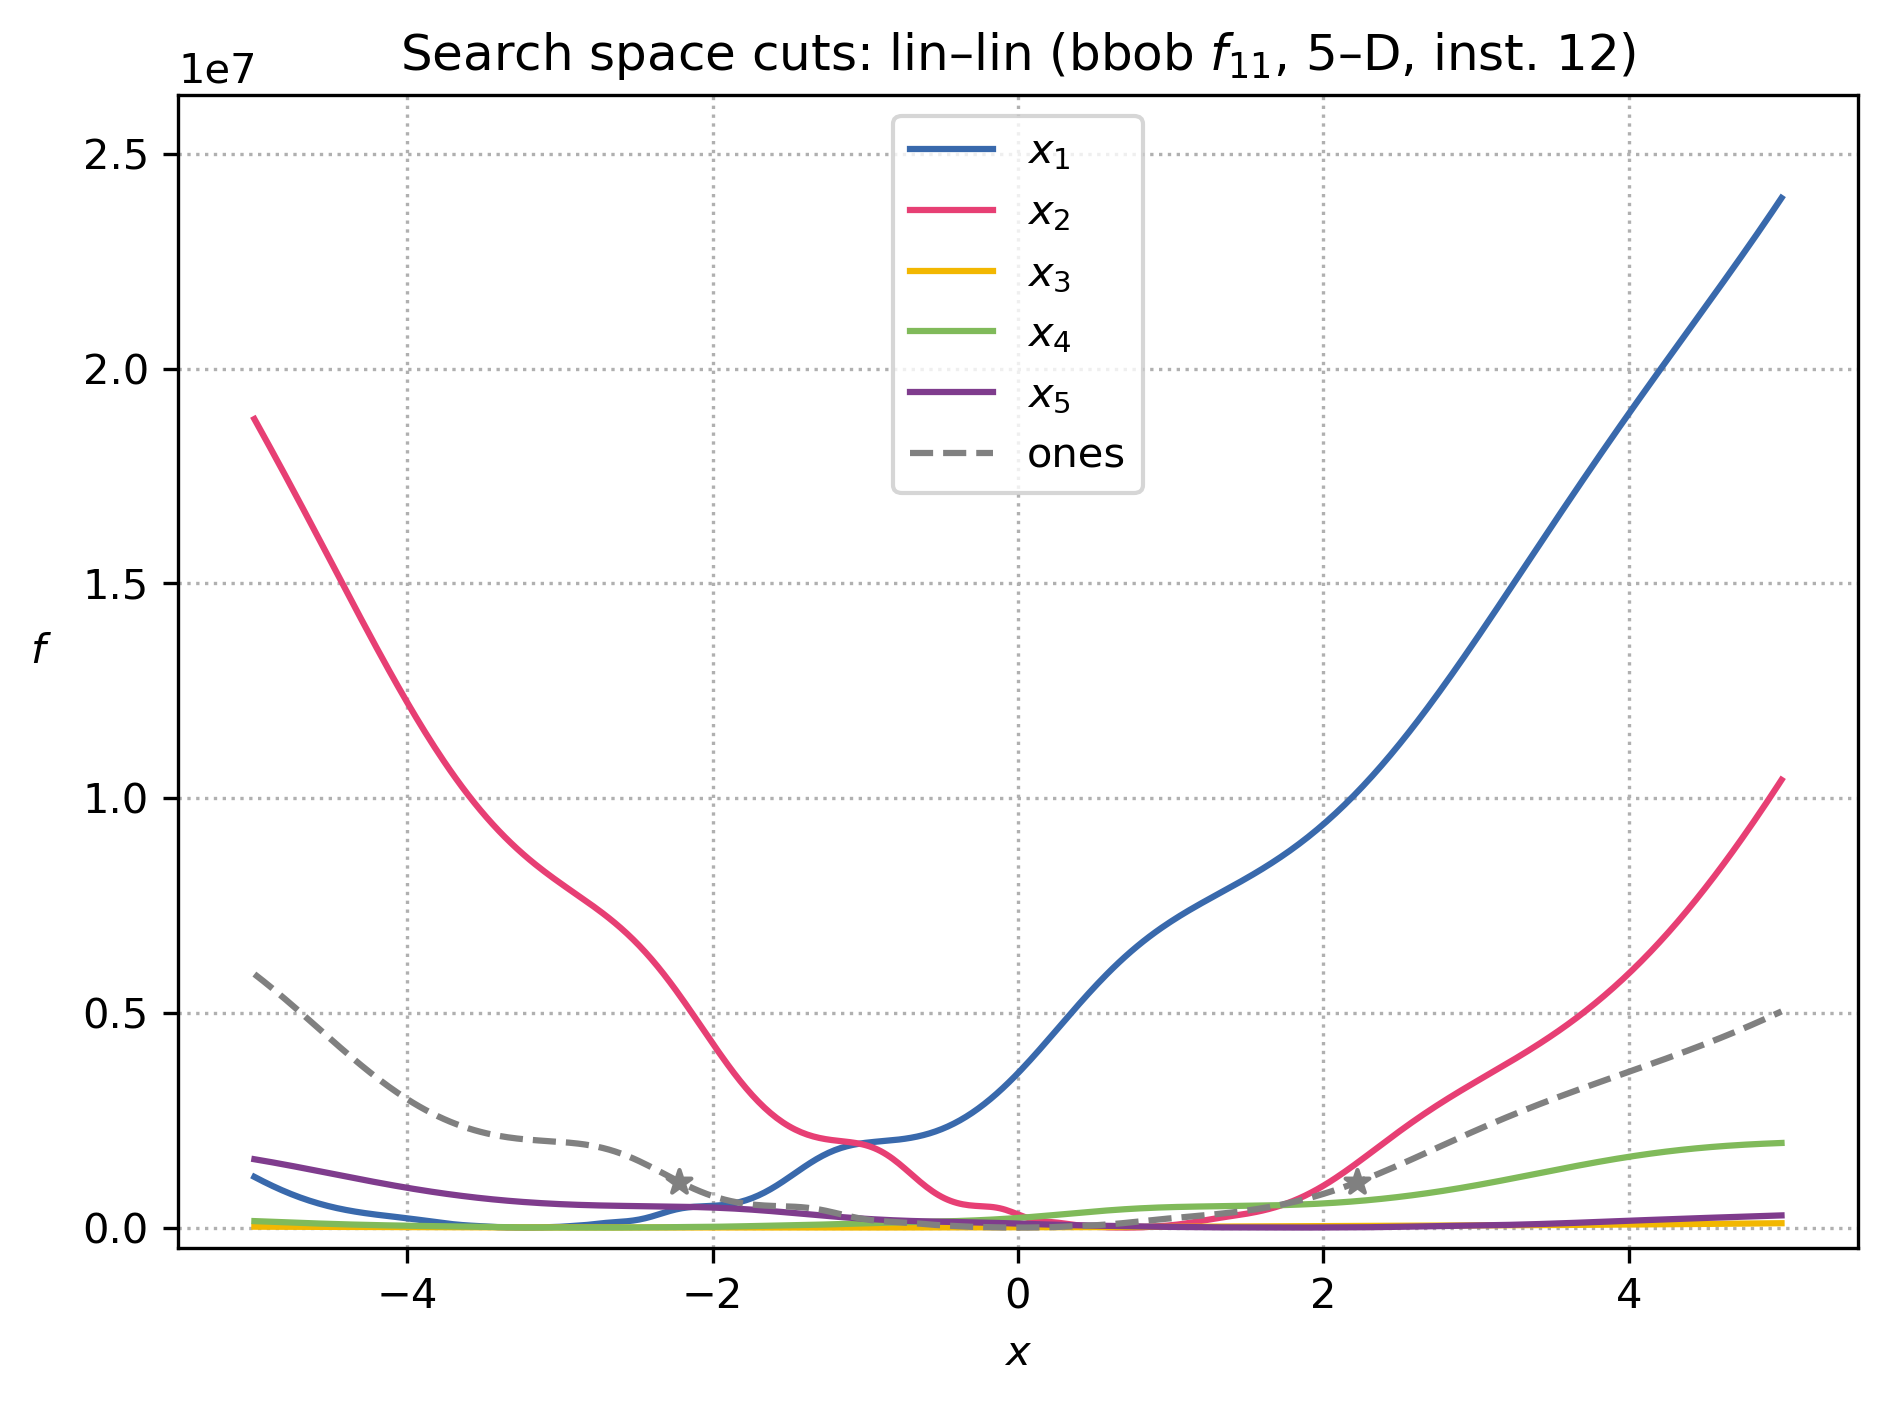 Search space cuts: lin–lin (bbob f₁₁, 5–D, inst. 12)
1e7
x₁
x₂
x₃
x₄
x₅
ones
2.5
2.0
1.5
1.0
0.5
0.0
f
−4 −2 0 2 4
x